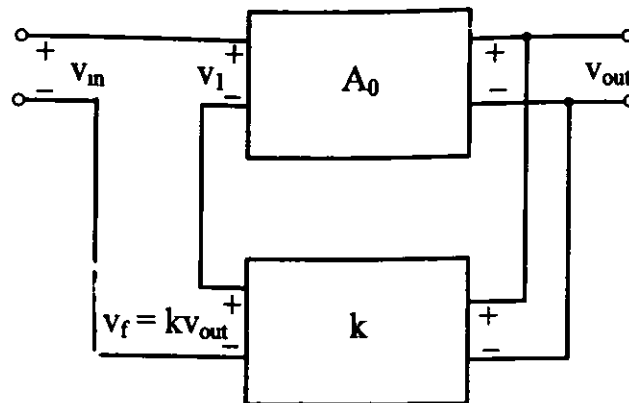 + + +
v_in v_1 A_0 v_out
− − −
+ +
v_f = kv_out k
− −